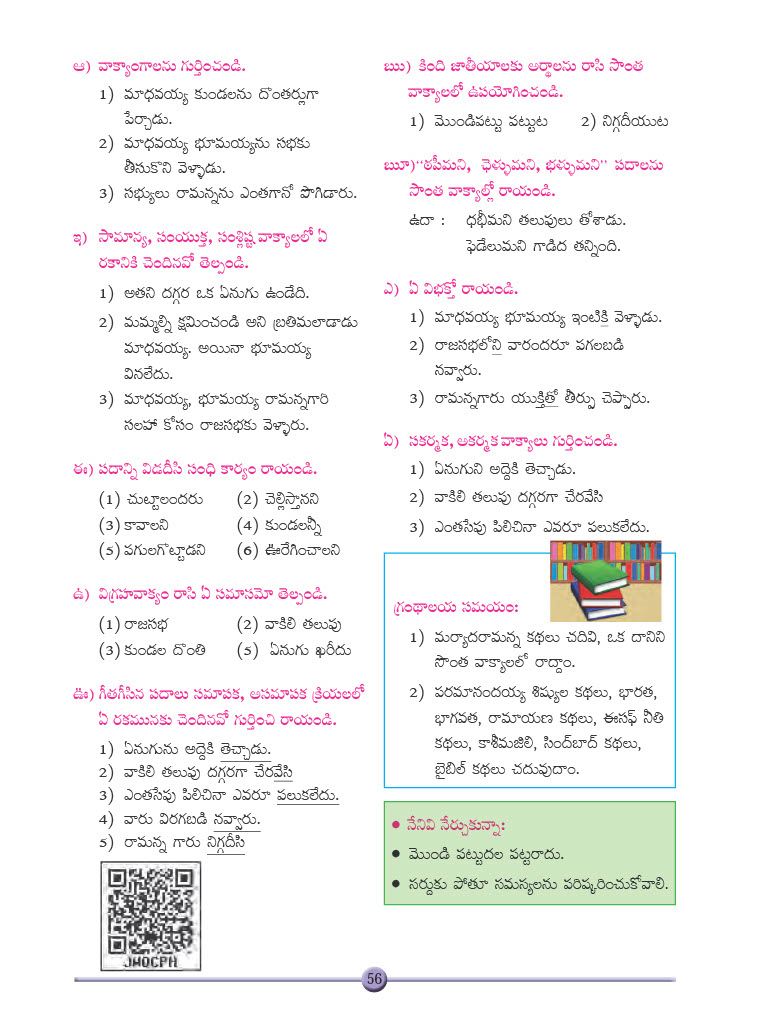 ఆ) వాక్యాంగాలను గుర్తించండి.
1) మాధవయ్య కుండలను దొంతర్లుగా
పేర్చాడు.
2) మాధవయ్య భూమయ్యను సభకు
తీసుకొని వెళ్ళాడు.
3) సభ్యులు రామన్నను ఎంతగానో పొగిడారు.
ఇ) సామాన్య, సంయుక్త, సంశ్లిష్ట వాక్యాలలో ఏ
రకానికి చెందినవో తెల్పండి.
1) అతని దగ్గర ఒక ఏనుగు ఉండేది.
2) మమ్మల్ని క్షమించండి అని బ్రతిమలాడాడు
మాధవయ్య. అయినా భూమయ్య
వినలేదు.
3) మాధవయ్య, భూమయ్య రామన్నగారి
సలహా కోసం రాజసభకు వెళ్ళారు.
ఈ) పదాన్ని విడదీసి సంధి కార్యం రాయండి.
(1) చుట్టాలందరు (2) చెల్లిస్తానని
(3) కావాలని (4) కుండలన్నీ
(5) పగులగొట్టాడని (6) ఊరేగించాలని
ఉ) విగ్రహవాక్యం రాసి ఏ సమాసమో తెల్పండి.
(1) రాజసభ (2) వాకిలి తలుపు
(3) కుండల దొంతి (5) ఏనుగు ఖరీదు
ఊ) గీతగీసిన పదాలు సమాపక, అసమాపక క్రియలలో
ఏ రకమునకు చెందినవో గుర్తించి రాయండి.
1) ఏనుగును అద్దెకి తెచ్చాడు.
2) వాకిలి తలుపు దగ్గరగా చేరవేసి
3) ఎంతసేపు పిలిచినా ఎవరూ పలుకలేదు.
4) వారు విరగబడి నవ్వారు.
5) రామన్న గారు నిగ్గదీసి
JWOCPH
ఋ) కింది జాతీయాలకు అర్థాలను రాసి సొంత
వాక్యాలలో ఉపయోగించండి.
1) మొండిపట్టు పట్టుట 2) నిగ్గదీయుట
ౠ) “ఠపీమని, ఛెళ్ళుమని, భళ్ళుమని” పదాలను
సొంత వాక్యాల్లో రాయండి.
ఉదా : ధభీమని తలుపులు తోశాడు.
ఫెడేలుమని గాడిద తన్నింది.
ఎ) ఏ విభక్తో రాయండి.
1) మాధవయ్య భూమయ్య ఇంటికి వెళ్ళాడు.
2) రాజసభలోని వారందరూ పగలబడి
నవ్వారు.
3) రామన్నగారు యుక్తితో తీర్పు చెప్పారు.
ఏ) సకర్మక, అకర్మక వాక్యాలు గుర్తించండి.
1) ఏనుగుని అద్దెకి తెచ్చాడు.
2) వాకిలి తలుపు దగ్గరగా చేరవేసి
3) ఎంతసేపు పిలిచినా ఎవరూ పలుకలేదు.
గ్రంథాలయ సమయం:
1) మర్యాదరామన్న కథలు చదివి, ఒక దానిని
సొంత వాక్యాలలో రాద్దాం.
2) పరమానందయ్య శిష్యుల కథలు, భారత,
భాగవత, రామాయణ కథలు, ఈసఫ్ నీతి
కథలు, కాశీమజిలి, సింద్‌బాద్ కథలు,
బైబిల్ కథలు చదువుదాం.
• నేనివి నేర్చుకున్నా:
• మొండి పట్టుదల పట్టరాదు.
• సర్దుకు పోతూ సమస్యలను పరిష్కరించుకోవాలి.
56